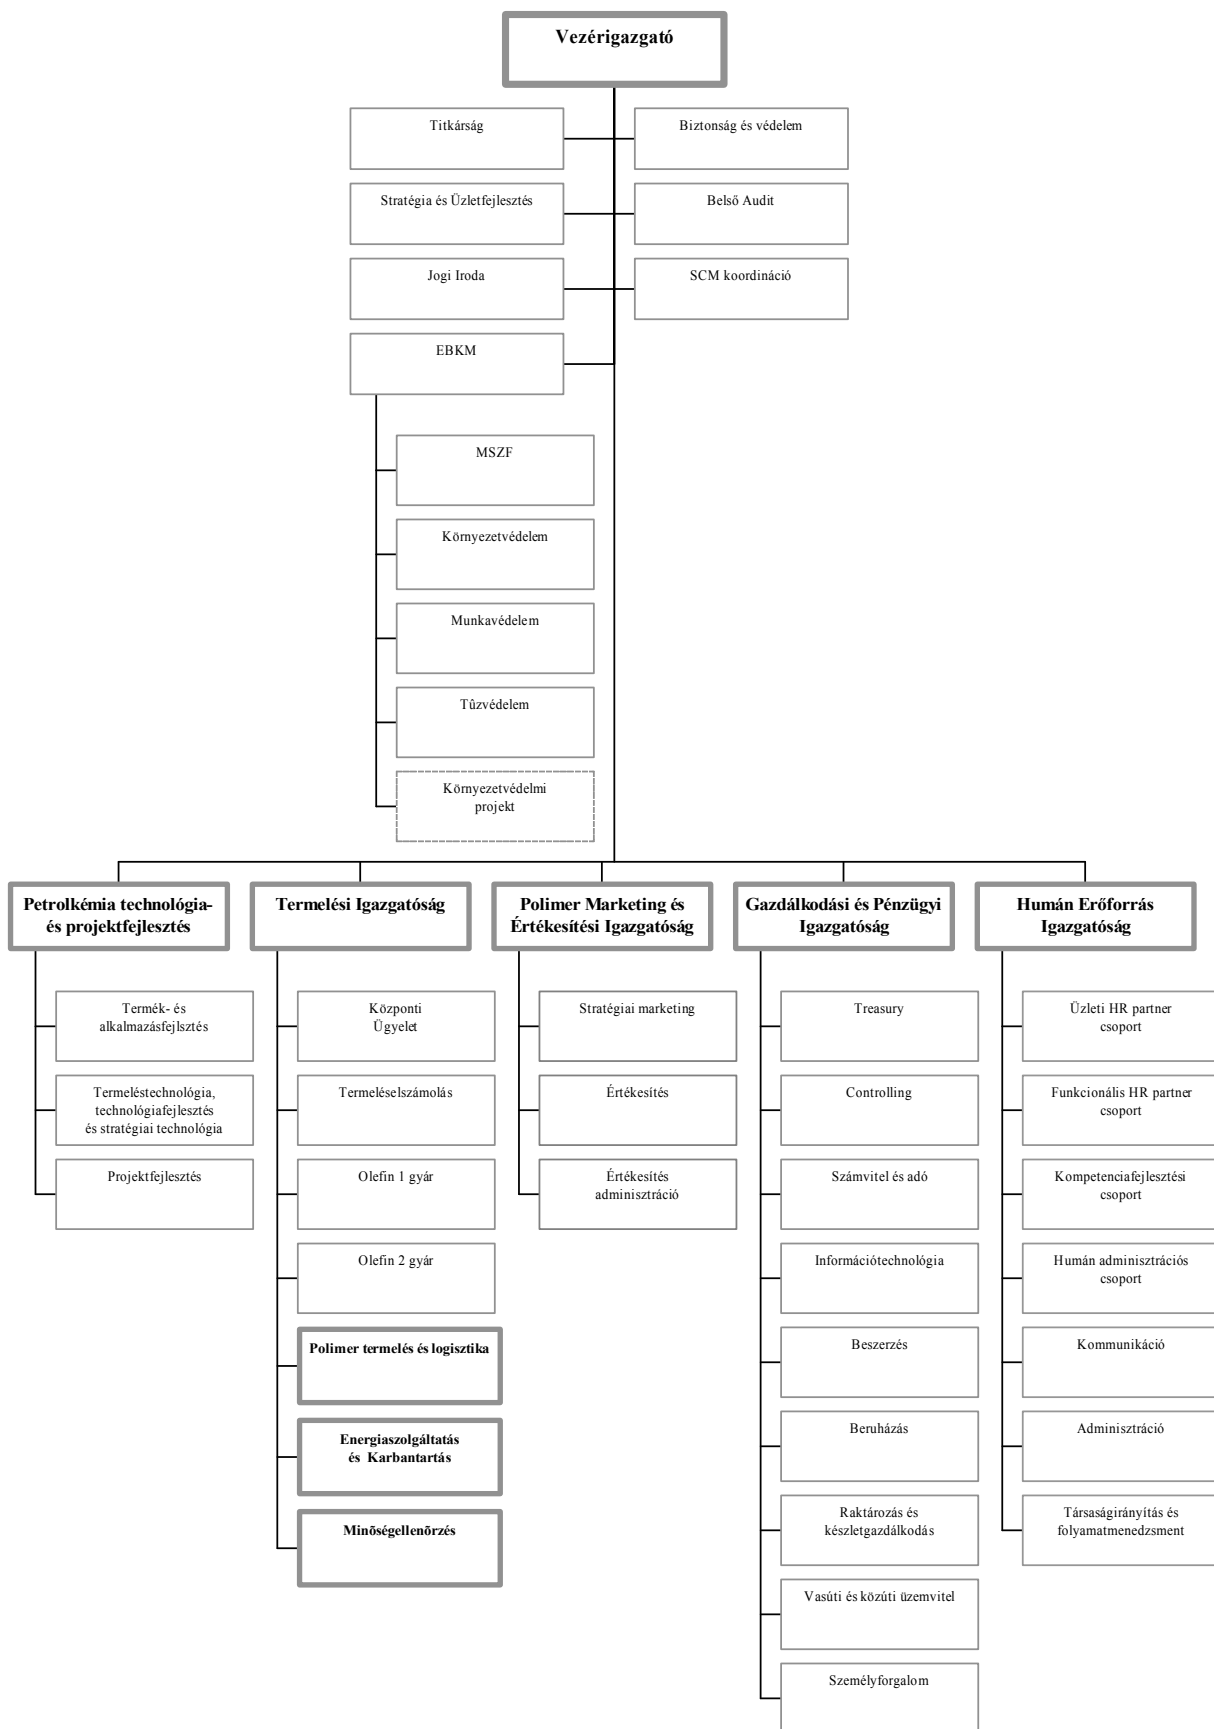 Vezérigazgató
Titkárság
Biztonság és védelem
Stratégia és Üzletfejlesztés
Belső Audit
Jogi Iroda
SCM koordináció
EBKM
MSZF
Környezetvédelem
Munkavédelem
Tûzvédelem
Környezetvédelmi
projekt
Petrolkémia technológia-
és projektfejlesztés
Termelési Igazgatóság
Polimer Marketing és
Értékesítési Igazgatóság
Gazdálkodási és Pénzügyi
Igazgatóság
Humán Erőforrás
Igazgatóság
Termék- és
alkalmazásfejlsztés
Termeléstechnológia,
technológiafejlesztés
és stratégiai technológia
Projektfejlesztés
Központi
Ügyelet
Termeléselszámolás
Olefin 1 gyár
Olefin 2 gyár
Polimer termelés és logisztika
Energiaszolgáltatás
és Karbantartás
Minõségellenõrzés
Stratégiai marketing
Értékesítés
Értékesítés
adminisztráció
Treasury
Controlling
Számvitel és adó
Információtechnológia
Beszerzés
Beruházás
Raktározás és
készletgazdálkodás
Vasúti és közúti üzemvitel
Személyforgalom
Üzleti HR partner
csoport
Funkcionális HR partner
csoport
Kompetenciafejlesztési
csoport
Humán adminisztrációs
csoport
Kommunikáció
Adminisztráció
Társaságirányítás és
folyamatmenedzsment